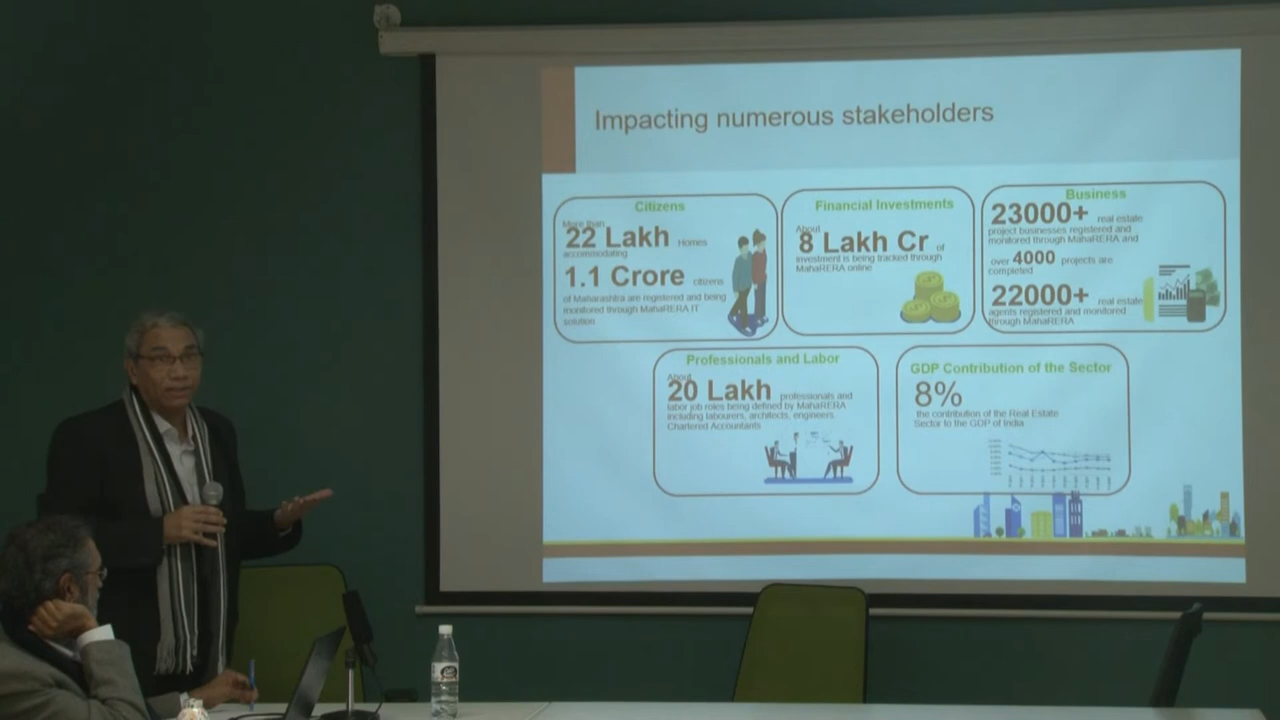 Impacting numerous stakeholders
Citizens
More than
22 Lakh Homes
accommodating
1.1 Crore citizens
of Maharashtra are registered and being
monitored through MahaRERA IT
solution
Financial Investments
About
8 Lakh Cr of
investment is being tracked through
MahaRERA online
Business
23000+ real estate
project businesses registered and
monitored through MahaRERA and
over 4000 projects are
completed
22000+ real estate
agents registered and monitored
through MahaRERA
Professionals and Labor
About
20 Lakh professionals and
labor job roles being defined by MahaRERA
including labourers, architects, engineers
Chartered Accountants
GDP Contribution of the Sector
8%
the contribution of the Real Estate
Sector to the GDP of India